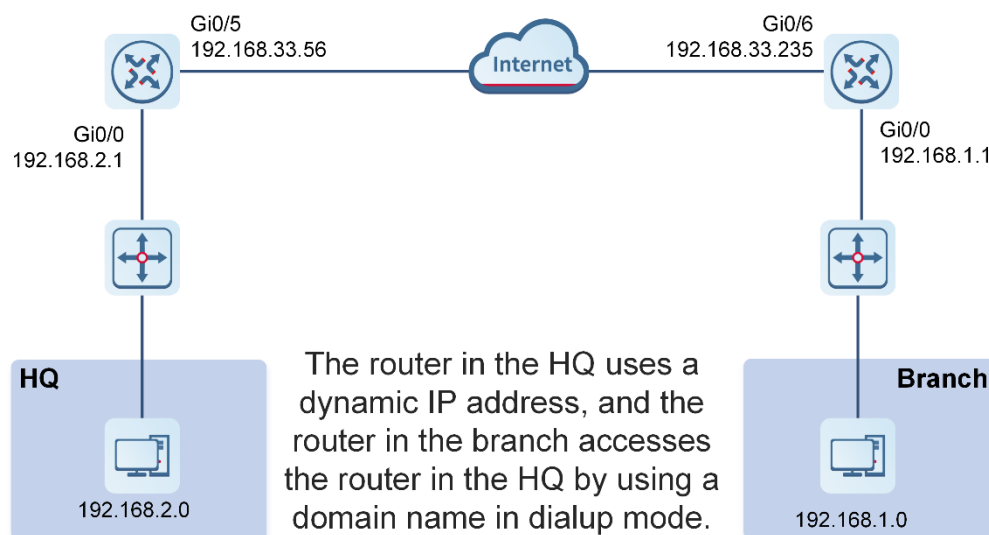 Gi0/5
192.168.33.56
Gi0/6
192.168.33.235
Internet
Gi0/0
192.168.2.1
Gi0/0
192.168.1.1
HQ
Branch
The router in the HQ uses a
dynamic IP address, and the
router in the branch accesses
the router in the HQ by using a
domain name in dialup mode.
192.168.2.0
192.168.1.0